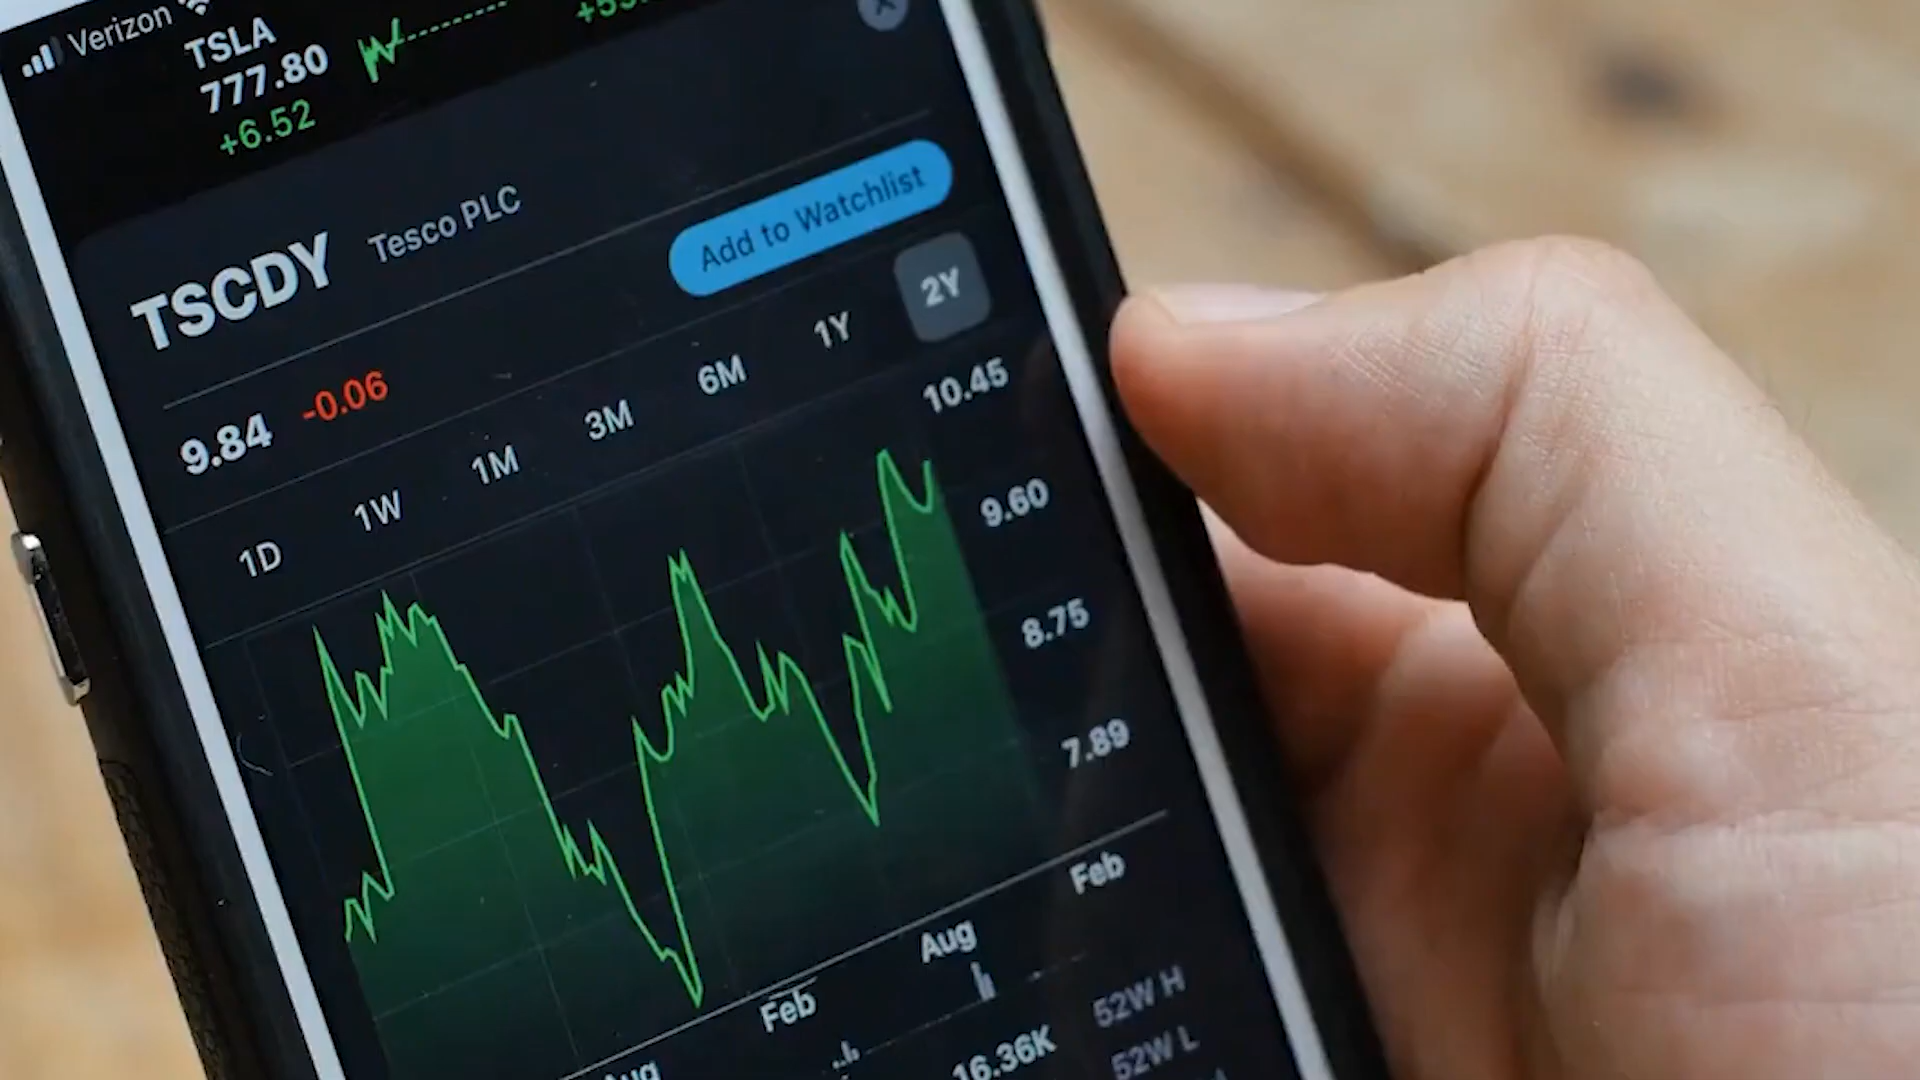 Verizon
TSLA
777.80
+6.52
TSCDY Tesco PLC
Add to Watchlist
9.84 -0.06
1D 1W 1M 3M 6M 1Y 2Y
10.45
9.60
8.75
7.89
Feb Aug Feb
16.36K 52W H
52W L